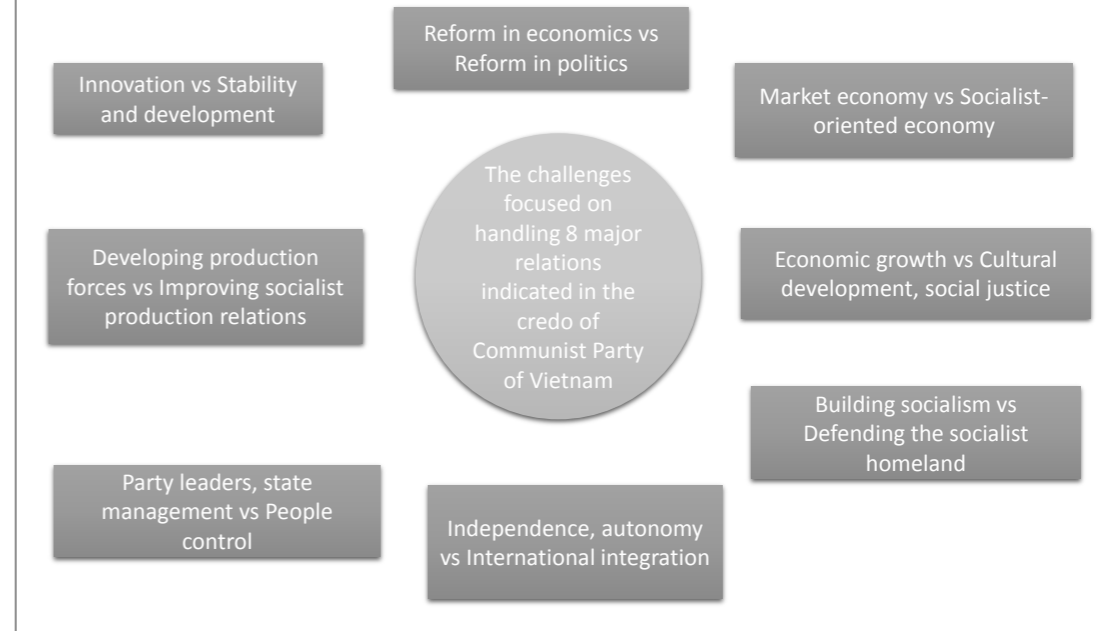 Reform in economics vs
Reform in politics
Innovation vs Stability
and development
Market economy vs Socialist-
oriented economy
The challenges
focused on
handling 8 major
relations
indicated in the
credo of
Communist Party
of Vietnam
Developing production
forces vs Improving socialist
production relations
Economic growth vs Cultural
development, social justice
Building socialism vs
Defending the socialist
homeland
Party leaders, state
management vs People
control
Independence, autonomy
vs International integration